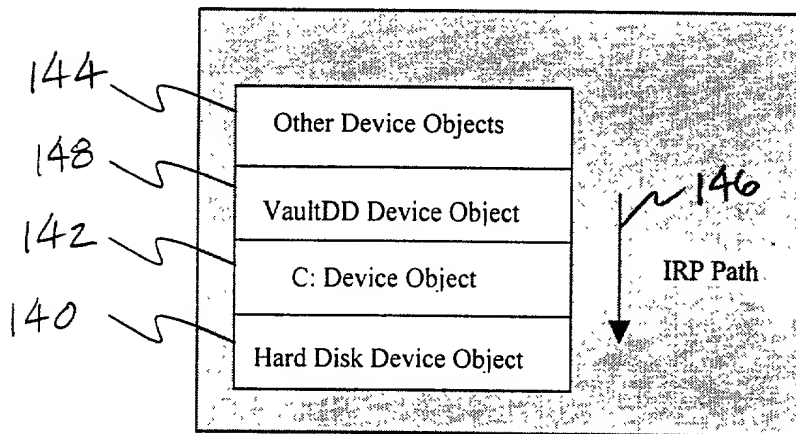 144
Other Device Objects
148
VaultDD Device Object
146
142
C: Device Object
IRP Path
140
Hard Disk Device Object